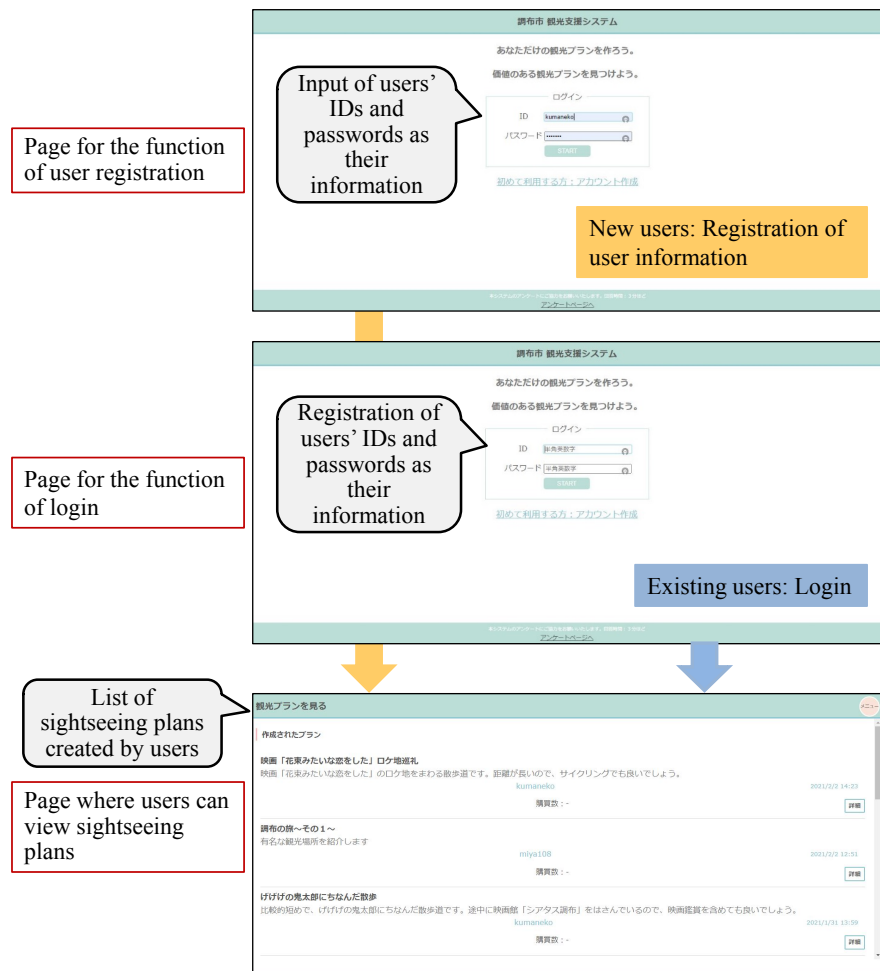 調布市 観光支援システム
あなただけの観光プランを作ろう。
価値のある観光プランを見つけよう。
Input of users'
IDs and
passwords as
their
information
ログイン
ID kumaneko
パスワード •••••••
START
初めて利用する方：アカウント作成
Page for the function
of user registration
New users: Registration of
user information
アンケートページへ
調布市 観光支援システム
あなただけの観光プランを作ろう。
価値のある観光プランを見つけよう。
Registration of
users' IDs and
passwords as
their
information
ログイン
ID 半角英数字
パスワード 半角英数字
START
初めて利用する方：アカウント作成
Page for the function
of login
Existing users: Login
アンケートページへ
List of
sightseeing plans
created by users
観光プランを見る
メニュー
作成されたプラン
映画「花束みたいな恋をした」ロケ地巡礼
映画「花束みたいな恋をした」のロケ地をまわる散歩道です。距離が長いので、サイクリングでも良いでしょう。
kumaneko 2021/2/2 14:23
購買数：-
詳細
Page where users can
view sightseeing
plans
調布の旅～その１～
有名な観光場所を紹介します
miya108 2021/2/2 12:51
購買数：-
詳細
げげげの鬼太郎にちなんだ散歩
比較的短めで、げげげの鬼太郎にちなんだ散歩道です。途中に映画館「シアタス調布」をはさんでいるので、映画鑑賞を含めても良いでしょう。
kumaneko 2021/1/31 15:59
購買数：-
詳細